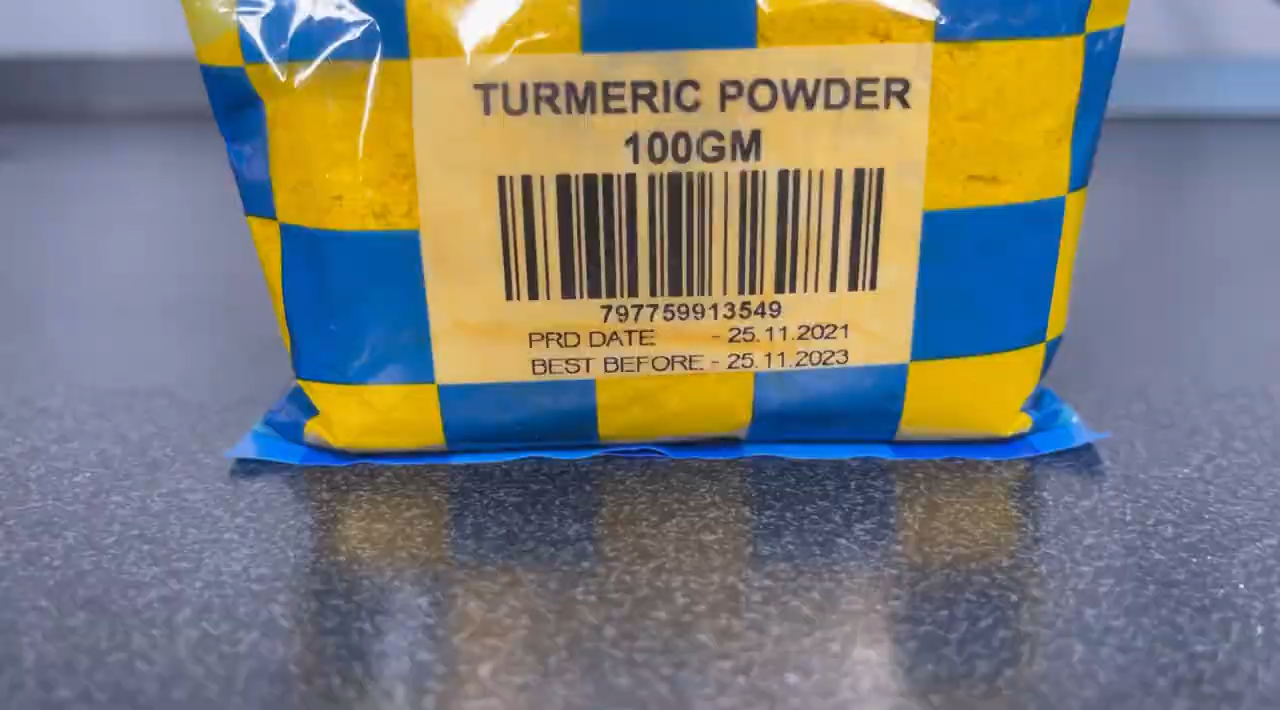 TURMERIC POWDER
100GM
797759913549
PRD DATE - 25.11.2021
BEST BEFORE - 25.11.2023